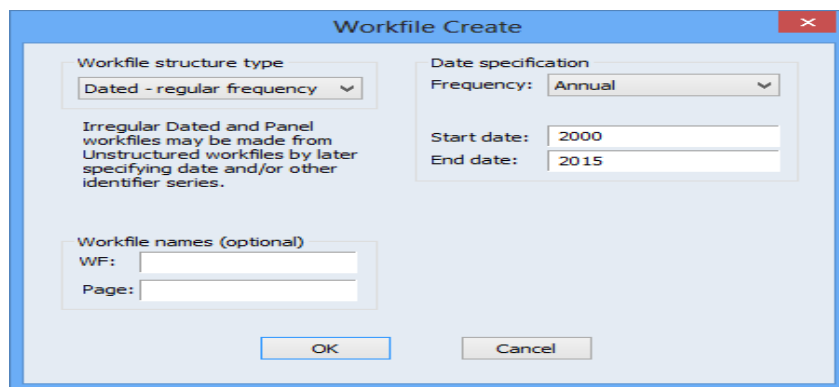 Workfile Create
Workfile structure type
Dated - regular frequency
Irregular Dated and Panel
workfiles may be made from
Unstructured workfiles by later
specifying date and/or other
identifier series.
Date specification
Frequency: Annual
Start date: 2000
End date: 2015
Workfile names (optional)
WF:
Page:
OK Cancel